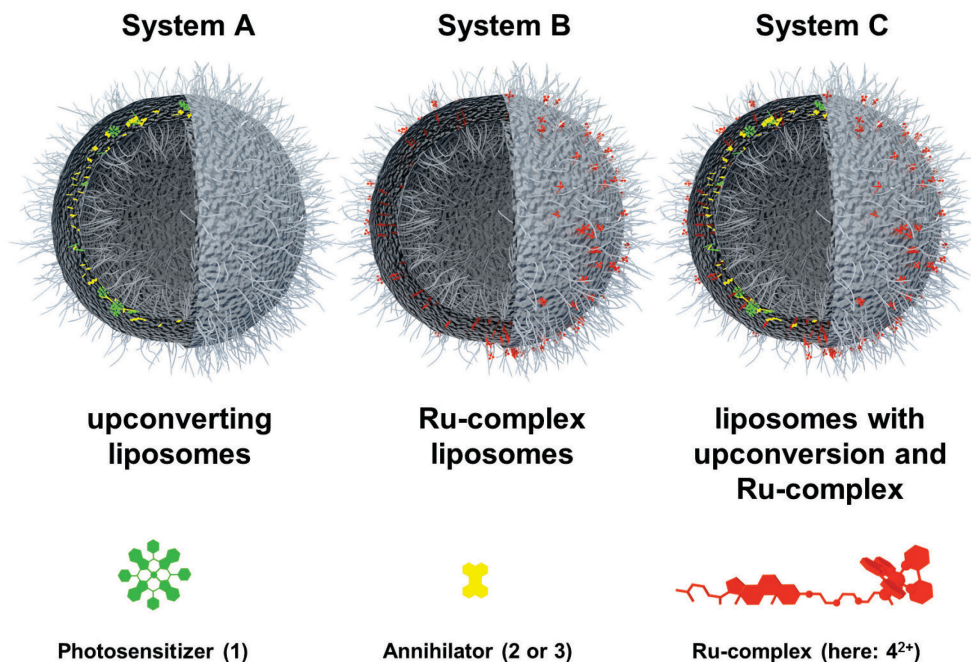 System A
System B
System C
upconverting
liposomes
Ru-complex
liposomes
liposomes with
upconversion and
Ru-complex
Photosensitizer (1)
Annihilator (2 or 3)
Ru-complex (here: 4²⁺)